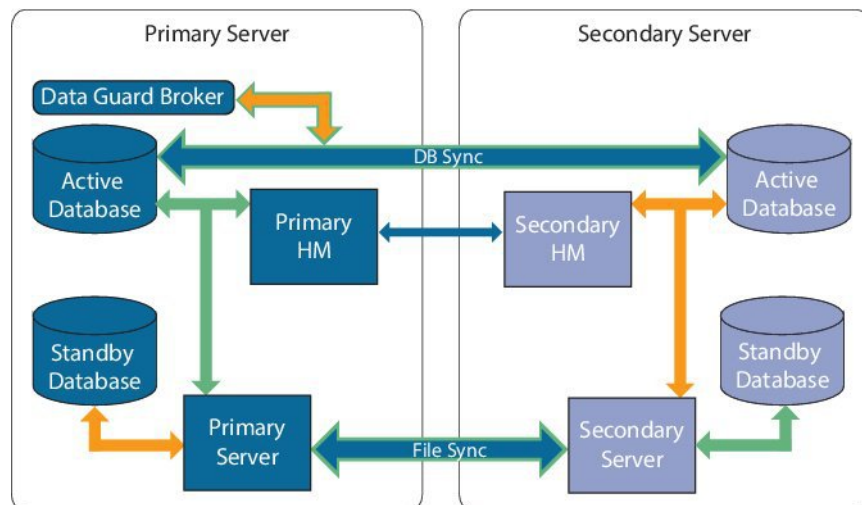 Primary Server
Secondary Server
Data Guard Broker
DB Sync
Active
Database
Active
Database
Primary
HM
Secondary
HM
Standby
Database
Standby
Database
Primary
Server
File Sync
Secondary
Server